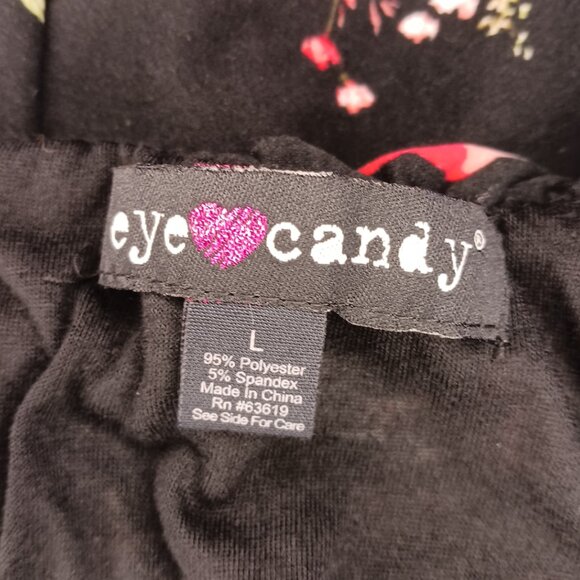 eye candy®
L
95% Polyester
5% Spandex
Made In China
Rn #63619
See Side For Care